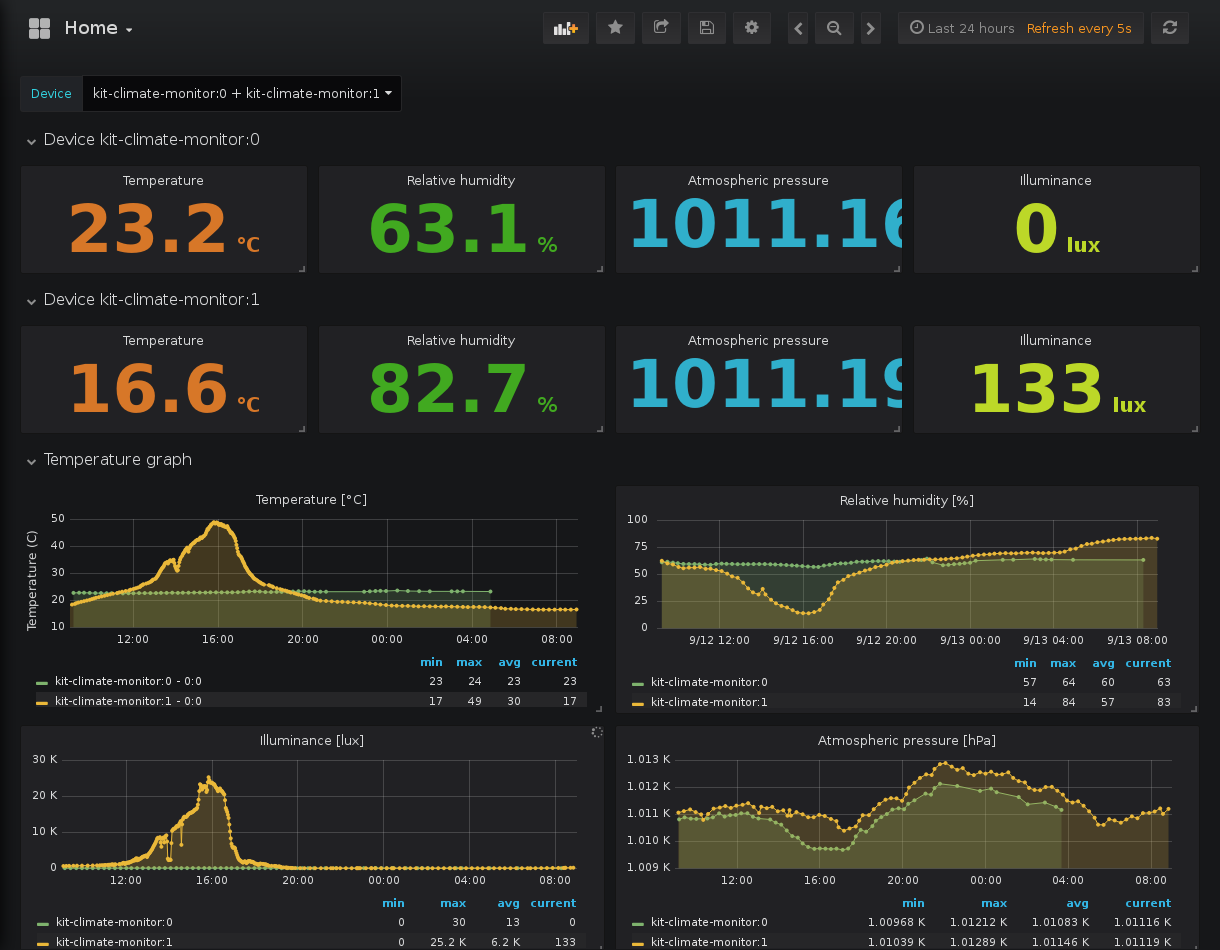 Home
Last 24 hours Refresh every 5s
Device kit-climate-monitor:0 + kit-climate-monitor:1
Device kit-climate-monitor:0
Temperature Relative humidity Atmospheric pressure Illuminance
23.2 °C 63.1 % 1011.16 0 lux
Device kit-climate-monitor:1
Temperature Relative humidity Atmospheric pressure Illuminance
16.6 °C 82.7 % 1011.19 133 lux
Temperature graph
Temperature [°C]
Temperature (C)
50
40
30
20
10
12:00 16:00 20:00 00:00 04:00 08:00
min max avg current
kit-climate-monitor:0 - 0:0 23 24 23 23
kit-climate-monitor:1 - 0:0 17 49 30 17
Relative humidity [%]
100
75
50
25
0
9/12 12:00 9/12 16:00 9/12 20:00 9/13 00:00 9/13 04:00 9/13 08:00
min max avg current
kit-climate-monitor:0 57 64 60 63
kit-climate-monitor:1 14 84 57 83
Illuminance [lux]
30 K
20 K
10 K
0
12:00 16:00 20:00 00:00 04:00 08:00
min max avg current
kit-climate-monitor:0 0 30 13 0
kit-climate-monitor:1 0 25.2 K 6.2 K 133
Atmospheric pressure [hPa]
1.013 K
1.012 K
1.011 K
1.010 K
1.009 K
12:00 16:00 20:00 00:00 04:00 08:00
min max avg current
kit-climate-monitor:0 1.00968 K 1.01212 K 1.01083 K 1.01116 K
kit-climate-monitor:1 1.01039 K 1.01289 K 1.01146 K 1.01119 K